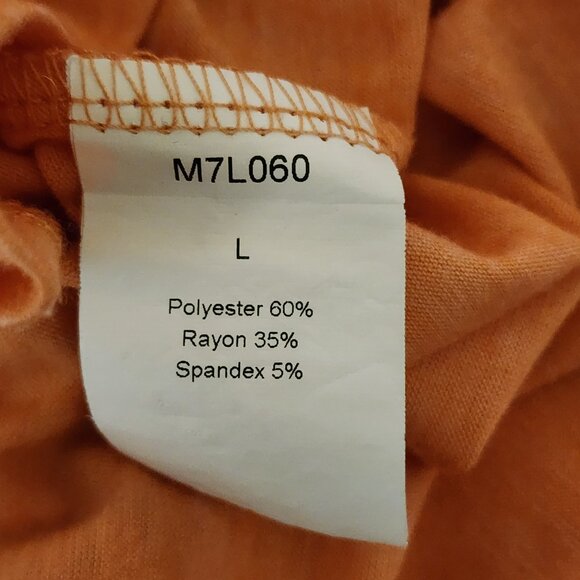 M7L060
L
Polyester 60%
Rayon 35%
Spandex 5%